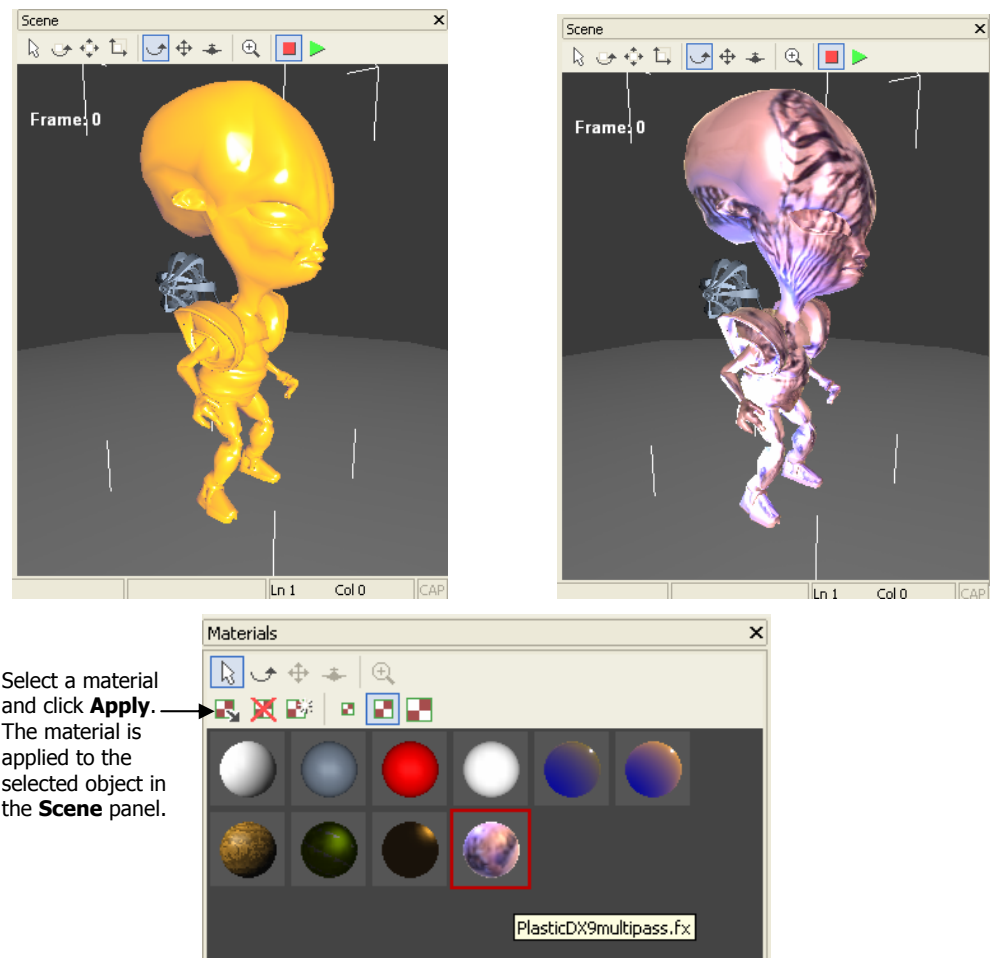 Scene
Frame: 0
Ln 1 Col 0 CAP
Scene
Frame: 0
Ln 1 Col 0 CAP
Materials
Select a material
and click Apply.
The material is
applied to the
selected object in
the Scene panel.
PlasticDX9multipass.fx